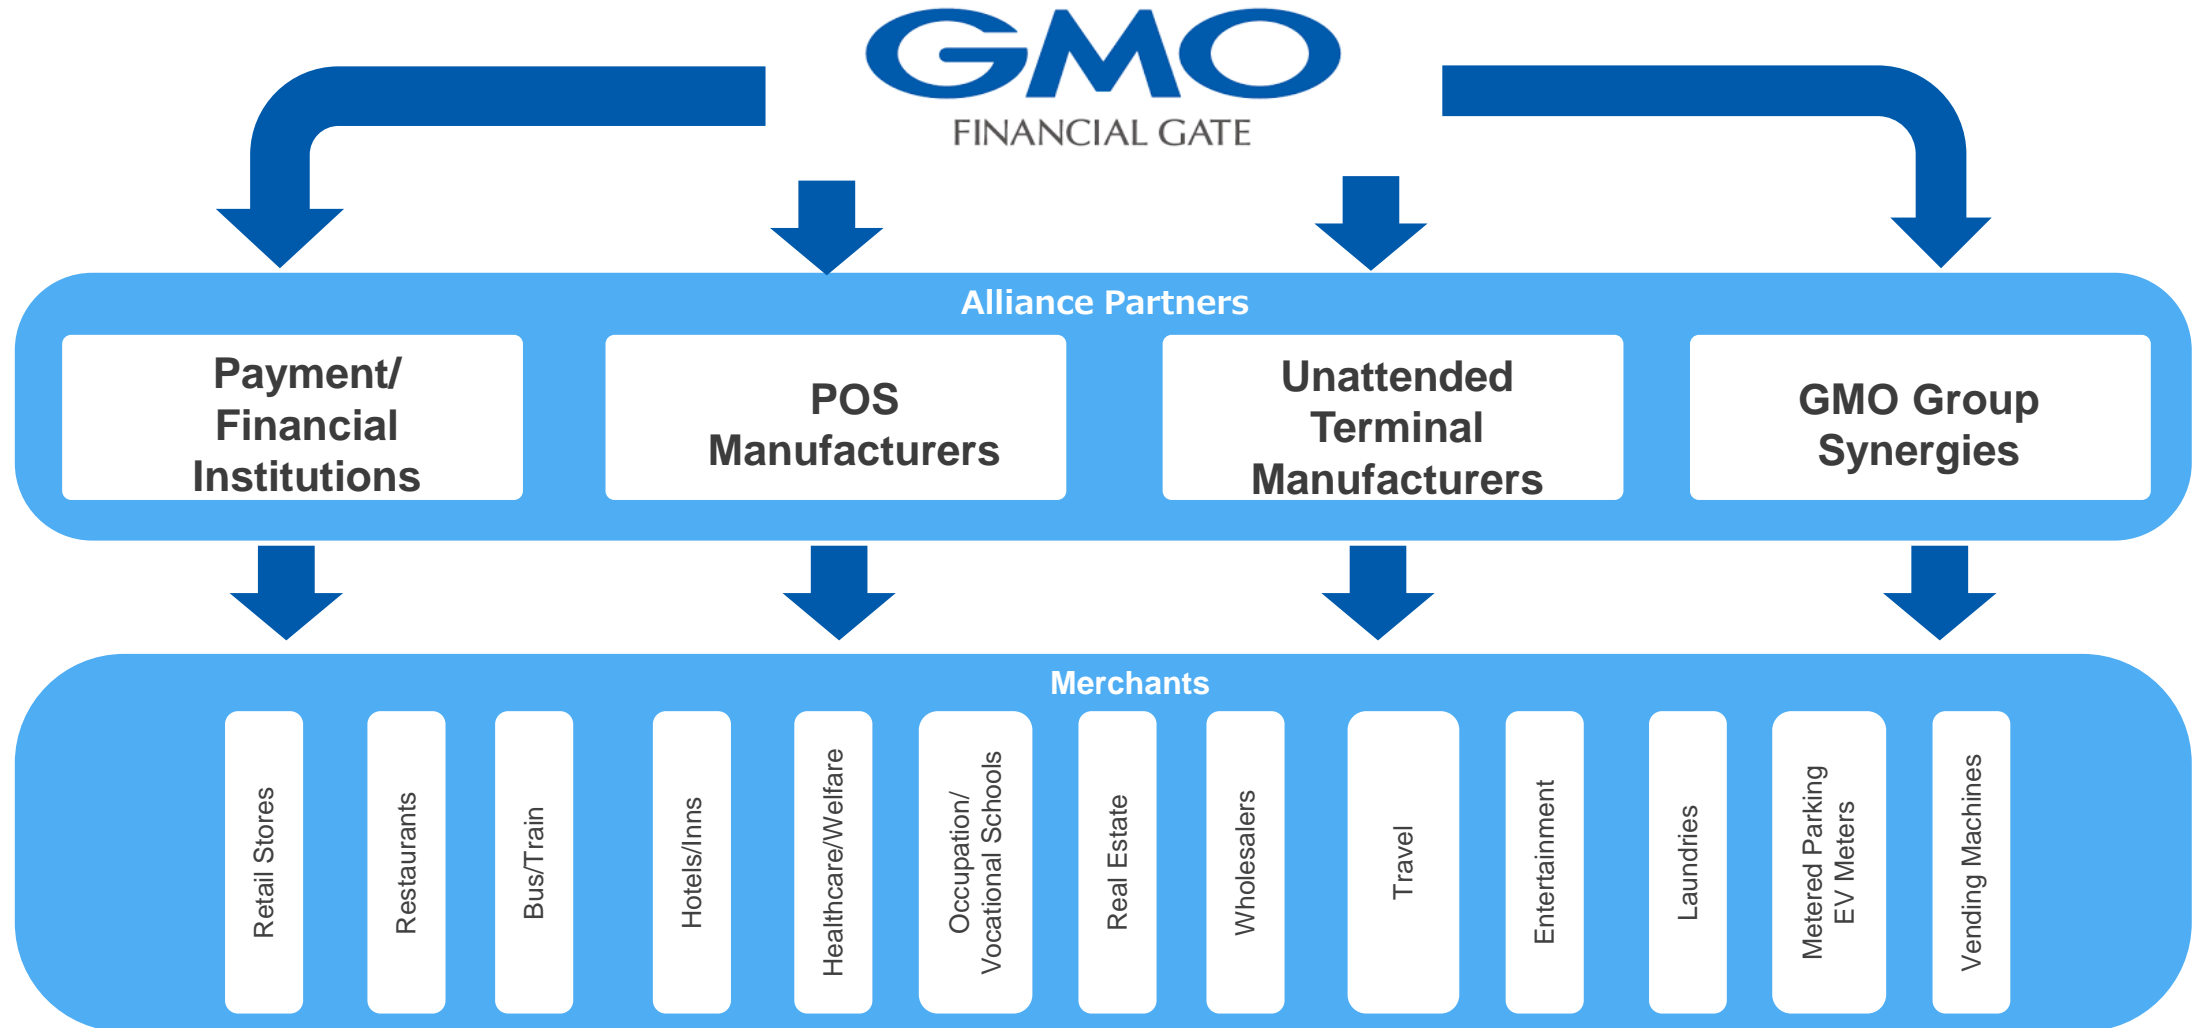 GMO
FINANCIAL GATE
Alliance Partners
Payment/
Financial
Institutions
POS
Manufacturers
Unattended
Terminal
Manufacturers
GMO Group
Synergies
Merchants
Retail Stores
Restaurants
Bus/Train
Hotels/Inns
Healthcare/Welfare
Occupation/
Vocational Schools
Real Estate
Wholesalers
Travel
Entertainment
Laundries
Metered Parking
EV Meters
Vending Machines